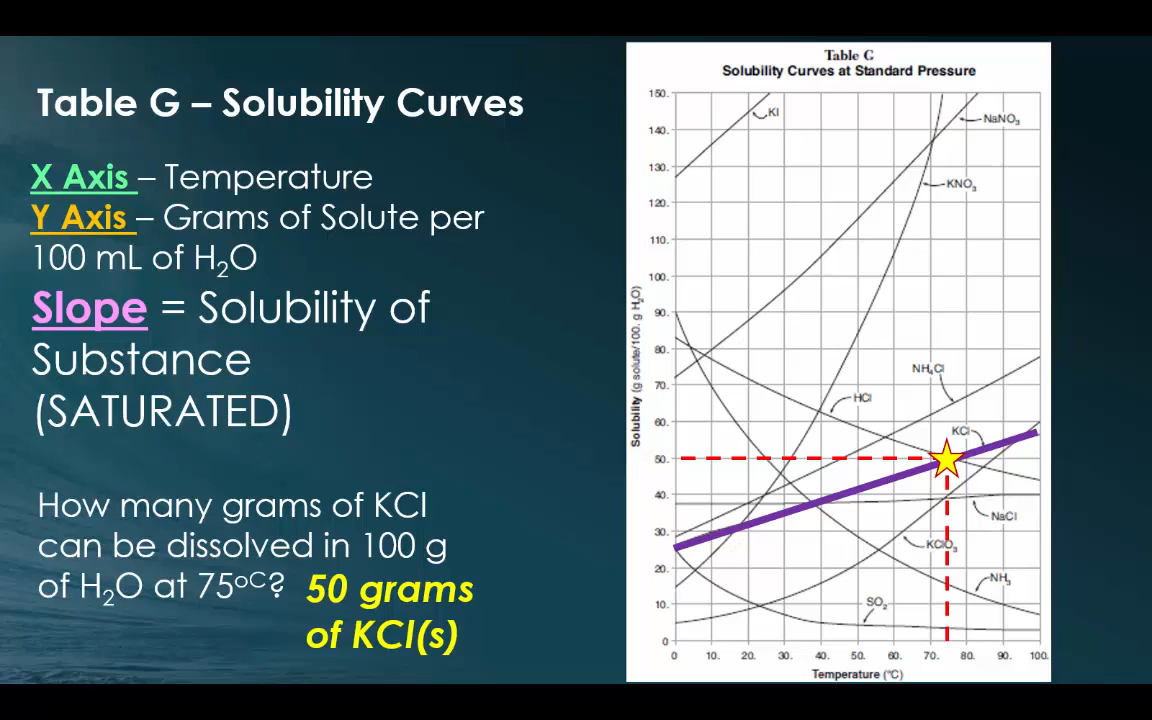 Table G – Solubility Curves
X Axis – Temperature
Y Axis – Grams of Solute per
100 mL of H₂O
Slope = Solubility of
Substance
(SATURATED)
How many grams of KCl
can be dissolved in 100 g
of H₂O at 75ᵒᶜ? 50 grams
of KCl(s)
Table G
Solubility Curves at Standard Pressure
Solubility (g solute/100. g H₂O)
150.
140.
130.
120.
110.
100.
90.
80.
70.
60.
50.
40.
30.
20.
10.
0
KI
NaNO₃
KNO₃
NH₄Cl
HCl
KCl
NaCl
KClO₃
NH₃
SO₂
0 10. 20. 30. 40. 50. 60. 70. 80. 90. 100.
Temperature (°C)